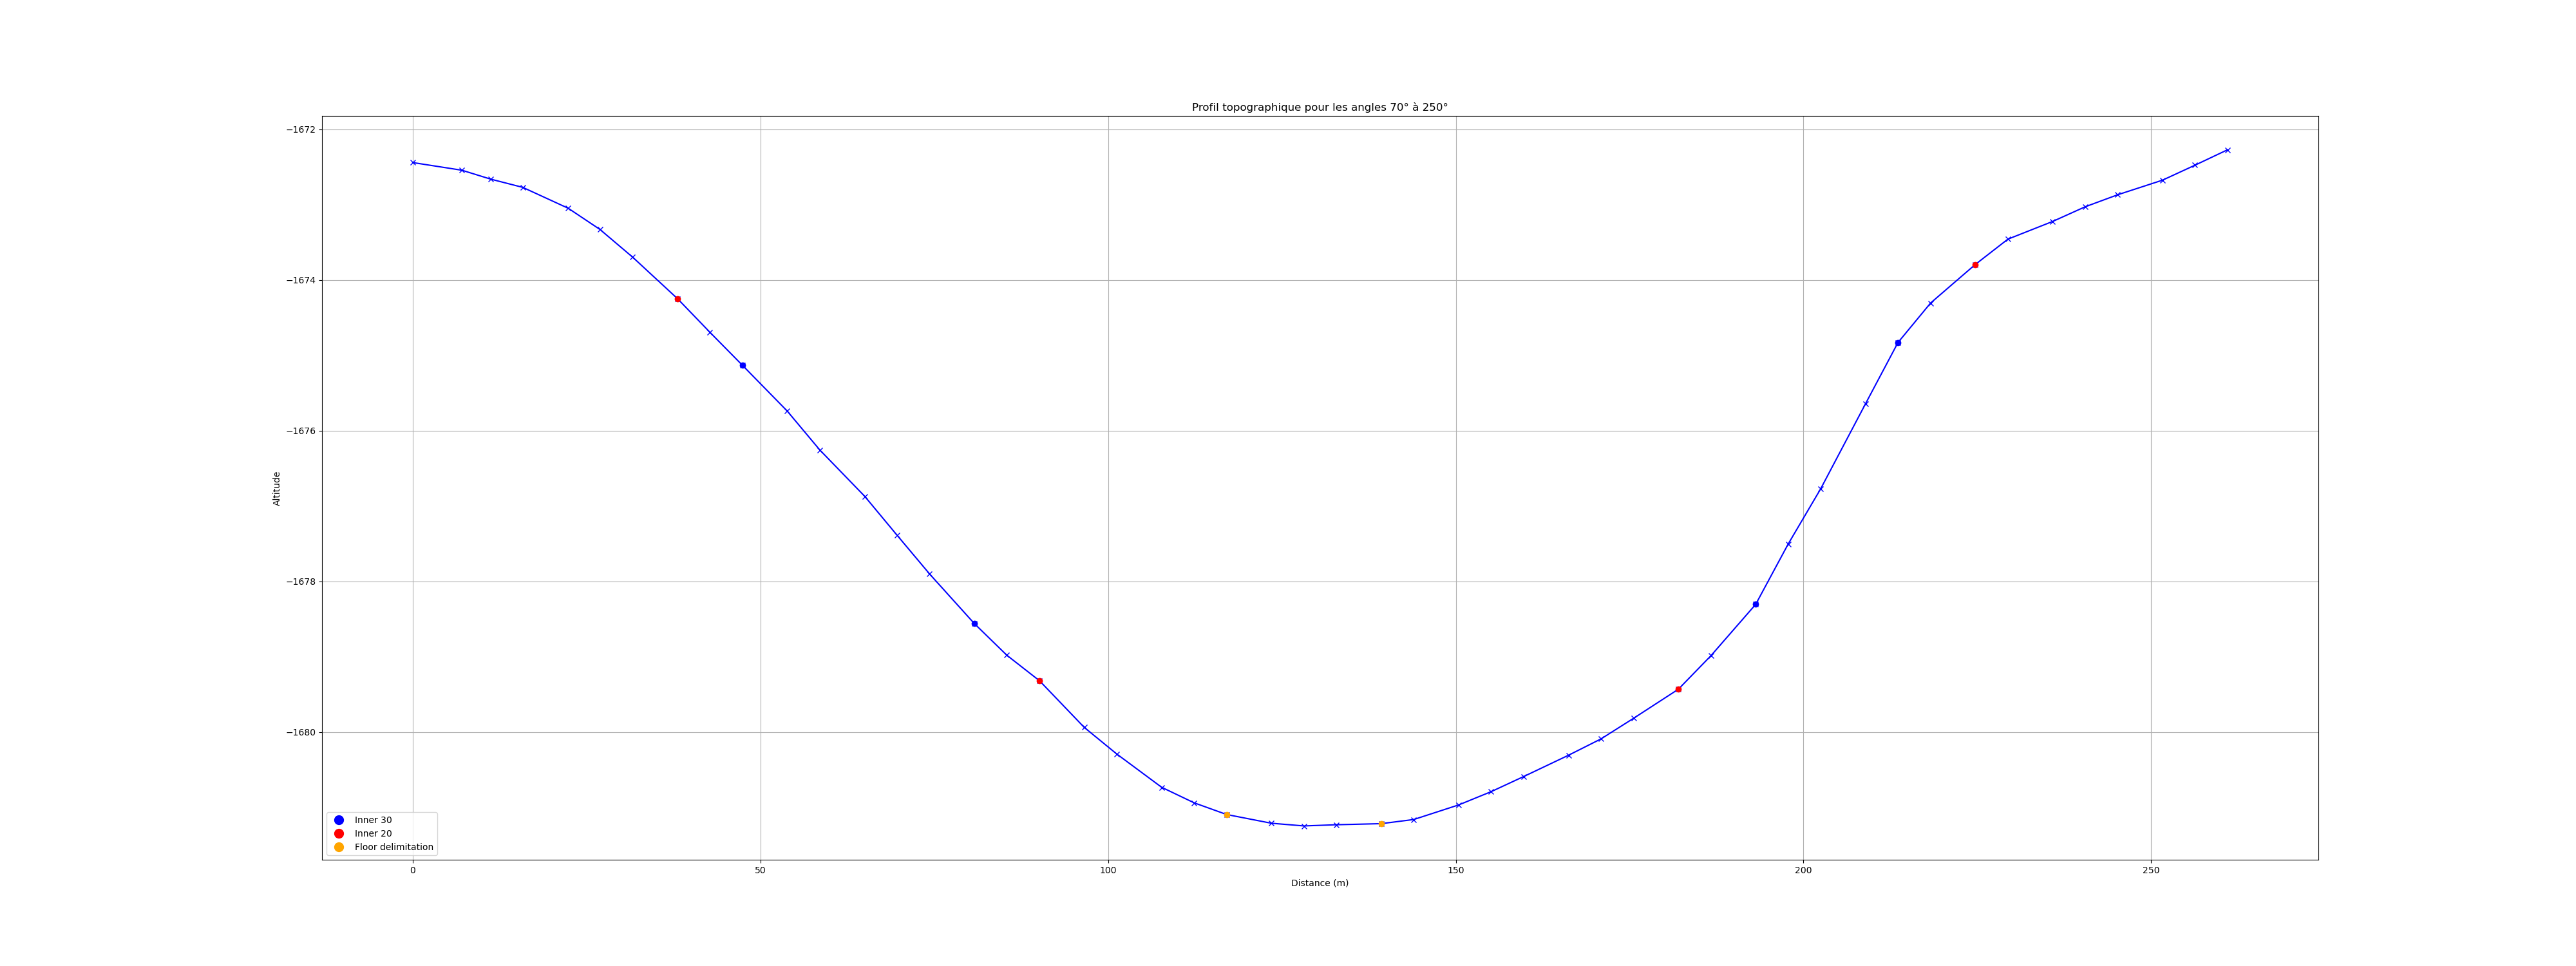 Profil topographique pour les angles 70° à 250°
Altitude
−1672
−1674
−1676
−1678
−1680
Inner 30
Inner 20
Floor delimitation
0 50 100 150 200 250
Distance (m)